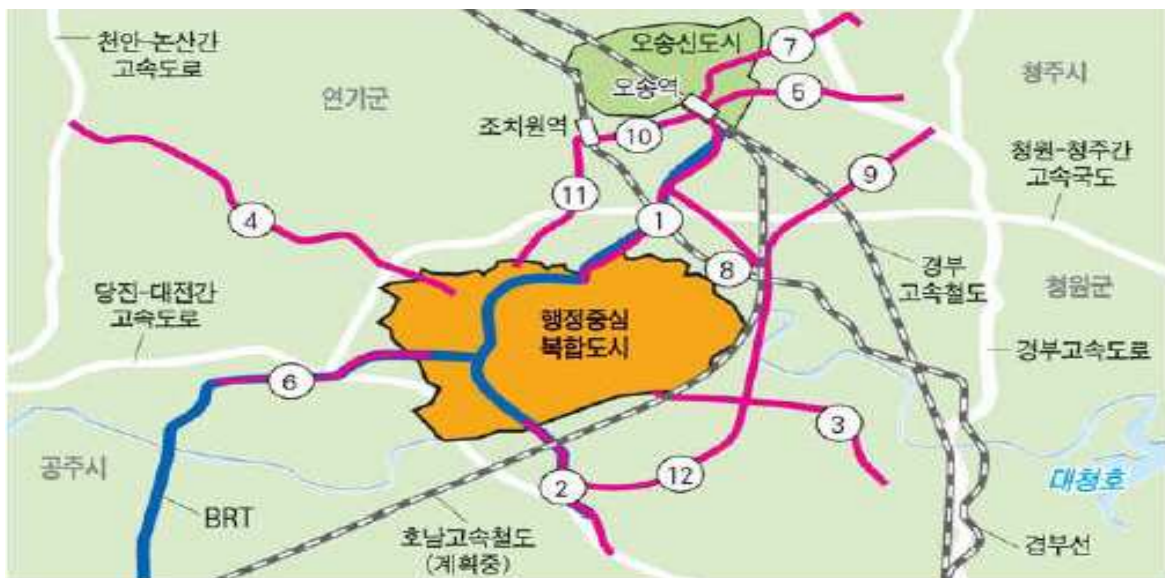 천안-논산간
고속도로
오송신도시
7
청주시
연기군
오송역
5
조치원역
10
청원-청주간
고속국도
9
11
4
1
8
경부
고속철도
청원군
당진-대전간
고속도로
행정중심
복합도시
경부고속도로
6
3
공주시
2
12
대청호
BRT
호남고속철도
(계획중)
경부선